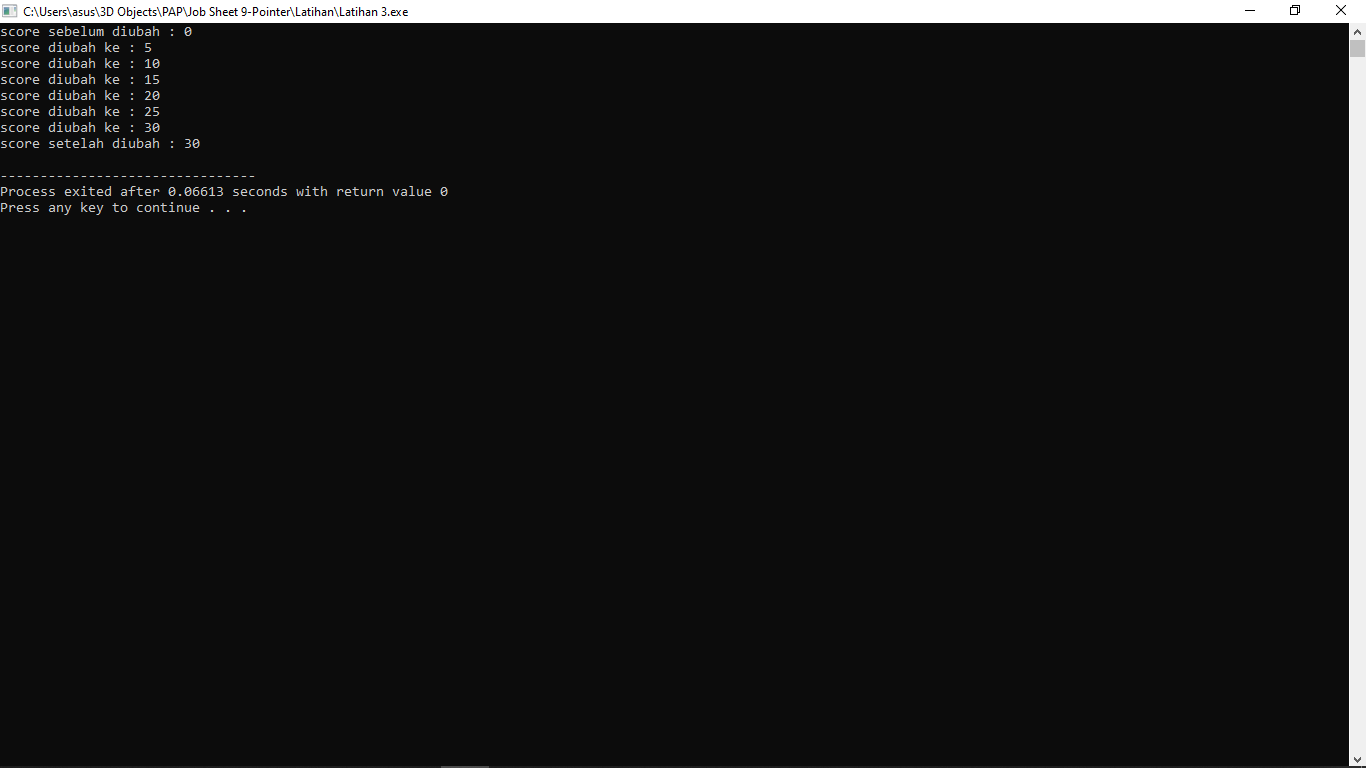 C:\Users\asus\3D Objects\PAP\Job Sheet 9-Pointer\Latihan\Latihan 3.exe
score sebelum diubah : 0
score diubah ke : 5
score diubah ke : 10
score diubah ke : 15
score diubah ke : 20
score diubah ke : 25
score diubah ke : 30
score setelah diubah : 30
--------------------------------
Process exited after 0.06613 seconds with return value 0
Press any key to continue . . .